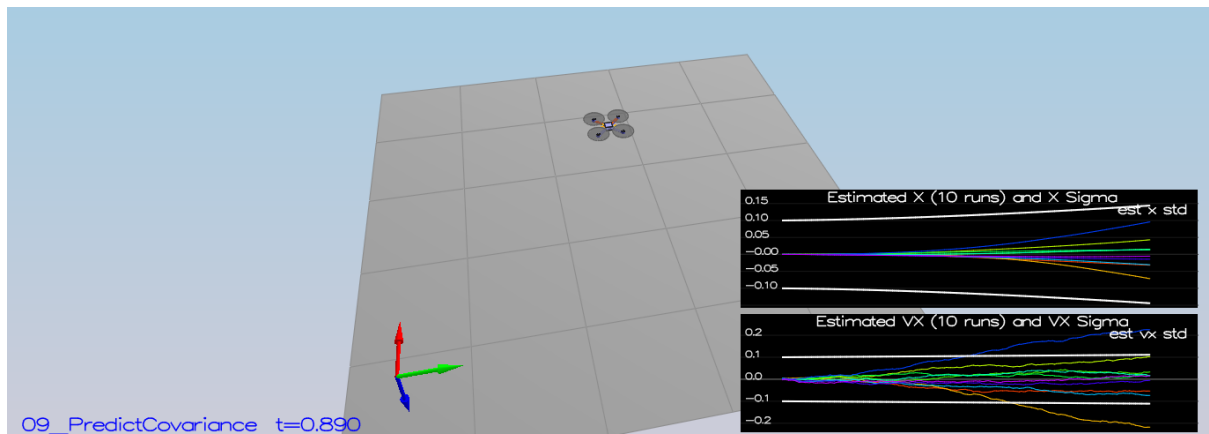 Estimated X (10 runs) and X Sigma
est x std
0.15
0.10
0.05
-0.00
-0.05
-0.10
Estimated VX (10 runs) and VX Sigma
est vx std
0.2
0.1
0.0
-0.1
-0.2
09_PredictCovariance t=0.890